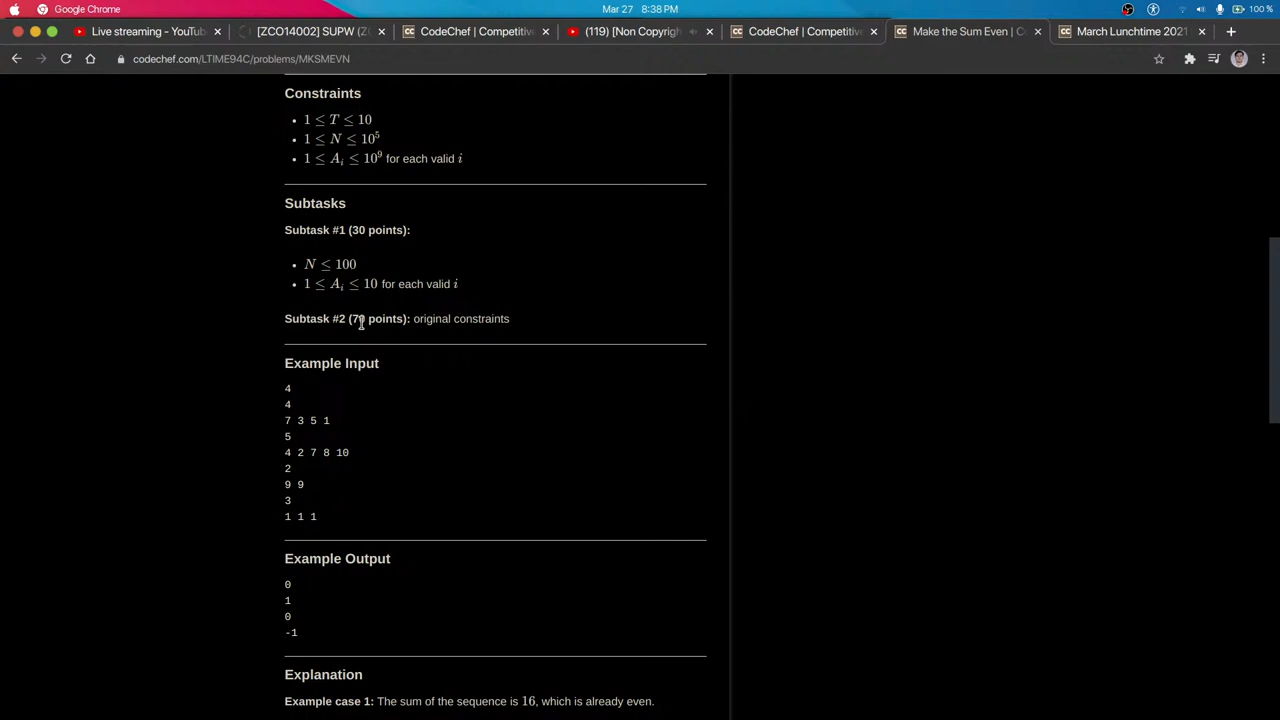 Google Chrome
Mar 27 8:38 PM
100 %
Live streaming - YouTub
[ZCO14002] SUPW (ZC
CodeChef | Competitive
(119) [Non Copyrigh
CodeChef | Competitive
Make the Sum Even | C
March Lunchtime 2021
codechef.com/LTIME94C/problems/MKSMEVN
Constraints
1 ≤ T ≤ 10
1 ≤ N ≤ 10^5
1 ≤ A_i ≤ 10^9 for each valid i
Subtasks
Subtask #1 (30 points):
N ≤ 100
1 ≤ A_i ≤ 10 for each valid i
Subtask #2 (70 points): original constraints
Example Input
4
4
7 3 5 1
5
4 2 7 8 10
2
9 9
3
1 1 1
Example Output
0
1
0
-1
Explanation
Example case 1: The sum of the sequence is 16, which is already even.